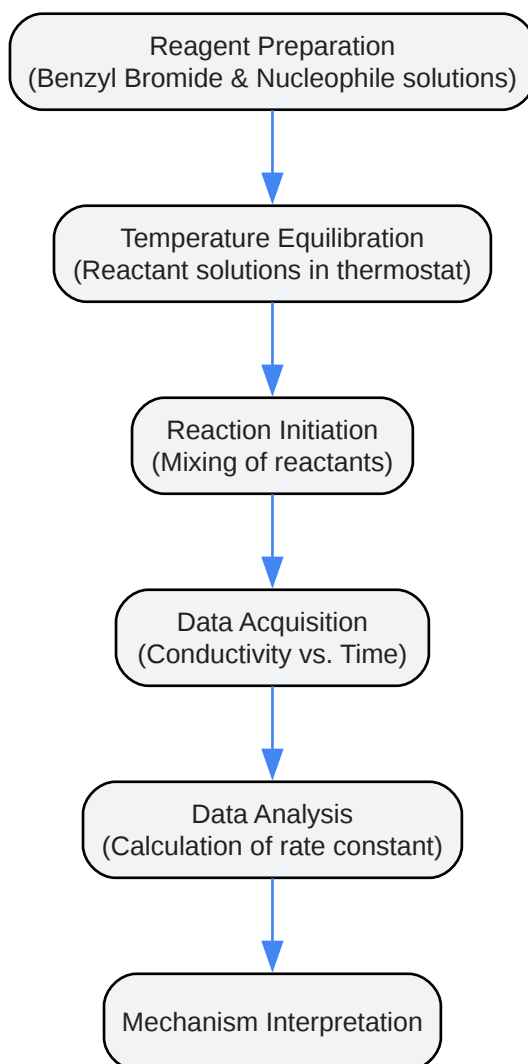 Reagent Preparation
(Benzyl Bromide & Nucleophile solutions)
Temperature Equilibration
(Reactant solutions in thermostat)
Reaction Initiation
(Mixing of reactants)
Data Acquisition
(Conductivity vs. Time)
Data Analysis
(Calculation of rate constant)
Mechanism Interpretation